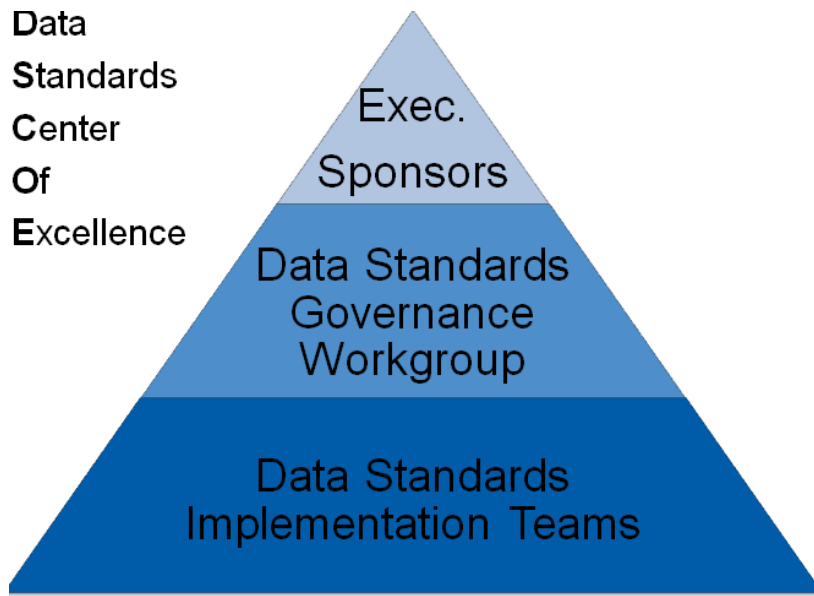 Data
Standards
Center
Of
Excellence
Exec.
Sponsors
Data Standards
Governance
Workgroup
Data Standards
Implementation Teams